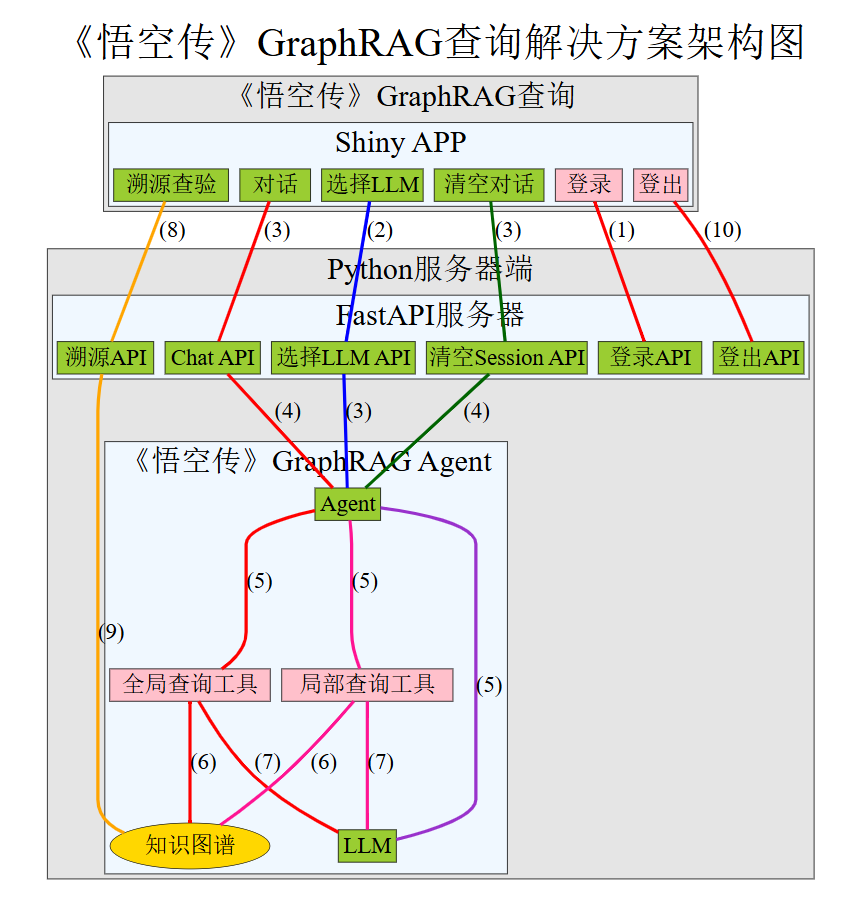 《悟空传》GraphRAG查询解决方案架构图
《悟空传》GraphRAG查询
Shiny APP
溯源查验 对话 选择LLM 清空对话 登录 登出
(8) (3) (2) (3) (1) (10)
Python服务器端
FastAPI服务器
溯源API Chat API 选择LLM API 清空Session API 登录API 登出API
(4) (3) (4)
《悟空传》GraphRAG Agent
Agent
(5) (5)
(9)
全局查询工具 局部查询工具 (5)
(6) (7) (6) (7)
知识图谱 LLM